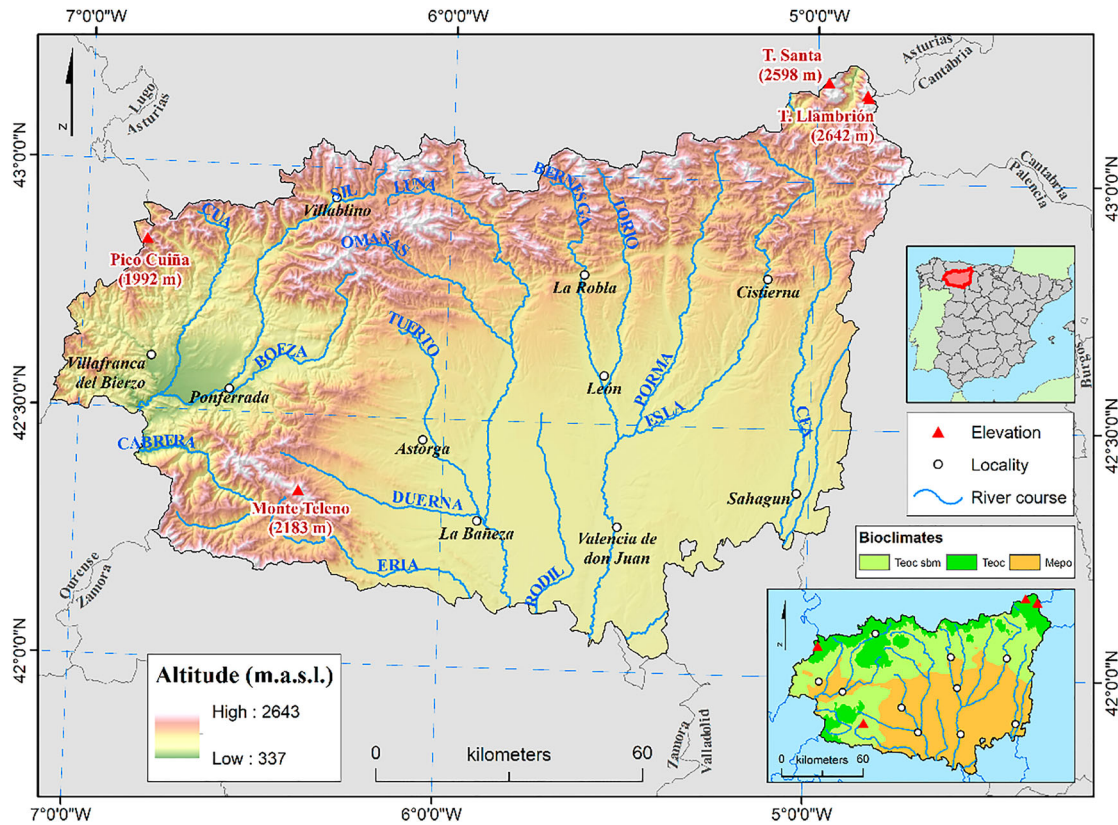 7°0'0"W
6°0'0"W
5°0'0"W
T. Santa
(2598 m)
Asturias
Cantabria
Lugo
Asturias
N
T. Llambrión
(2642 m)
43°0'0"N
Cantabria
Palencia
43°0'0"N
BERNESGA
TORIO
SIL
LUNA
Villablino
CUA
OMAÑAS
Pico Cuiña
(1992 m)
La Robla
Cistierna
TUERTO
BOEZA
Villafranca
del Bierzo
Ponferrada
León
PORMA
ESLA
CEA
Burgos
42°30'0"N
42°30'0"N
CABRERA
Astorga
Elevation
Locality
River course
Monte Teleno
(2183 m)
DUERNA
La Bañeza
Sahagun
Valencia de
don Juan
ERIA
RODIL
Ourense
Zamora
Bioclimates
Teoc sbm
Teoc
Mepo
N
42°0'0"N
42°0'0"N
Altitude (m.a.s.l.)
High : 2643
Low : 337
0 kilometers 60
Zamora
Valladolid
0 kilometers 60
7°0'0"W
6°0'0"W
5°0'0"W